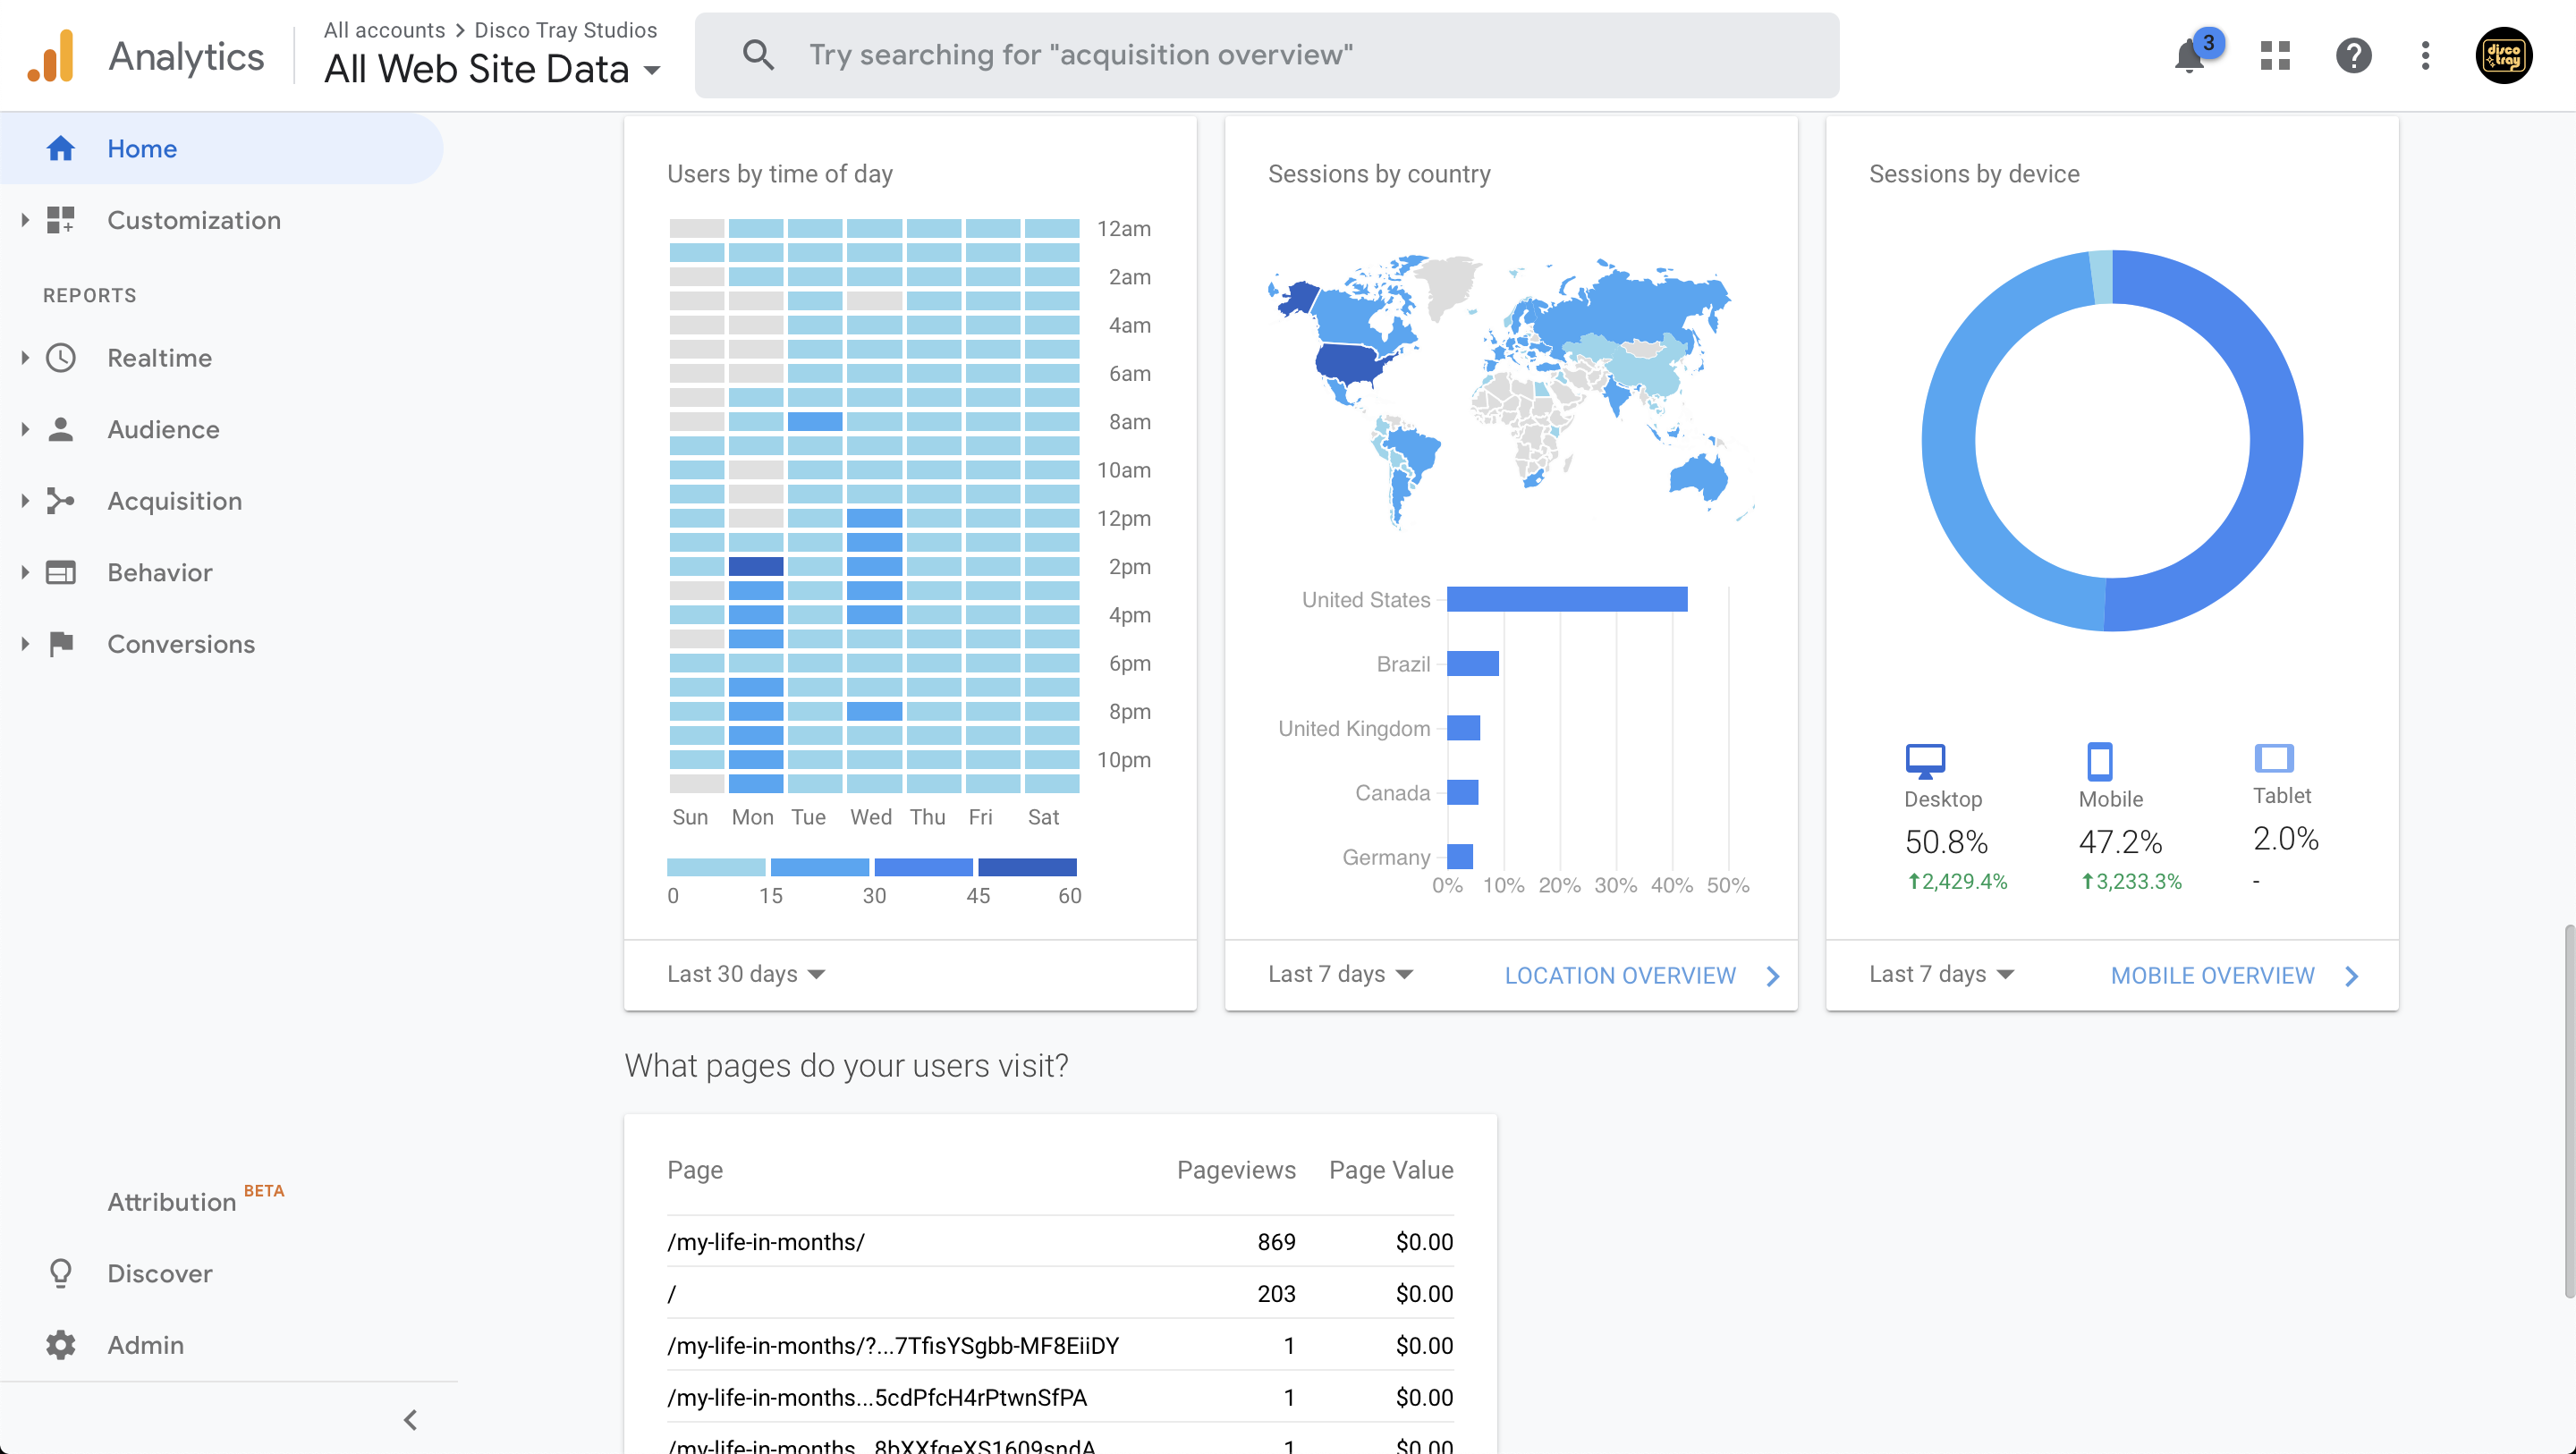 Analytics
All accounts > Disco Tray Studios
All Web Site Data
Try searching for "acquisition overview"
3
disco
tray
Home
Customization
REPORTS
Realtime
Audience
Acquisition
Behavior
Conversions
Attribution BETA
Discover
Admin
Users by time of day
12am
2am
4am
6am
8am
10am
12pm
2pm
4pm
6pm
8pm
10pm
Sun Mon Tue Wed Thu Fri Sat
0 15 30 45 60
Last 30 days
Sessions by country
United States
Brazil
United Kingdom
Canada
Germany
0% 10% 20% 30% 40% 50%
Last 7 days
LOCATION OVERVIEW
Sessions by device
Desktop Mobile Tablet
50.8% 47.2% 2.0%
↑2,429.4% ↑3,233.3% -
Last 7 days
MOBILE OVERVIEW
What pages do your users visit?
Page Pageviews Page Value
/my-life-in-months/ 869 $0.00
/ 203 $0.00
/my-life-in-months/?...7TfisYSgbb-MF8EiiDY 1 $0.00
/my-life-in-months...5cdPfcH4rPtwnSfPA 1 $0.00
/my-life-in-months...8bXXfgeXS1609sndA 1 $0.00